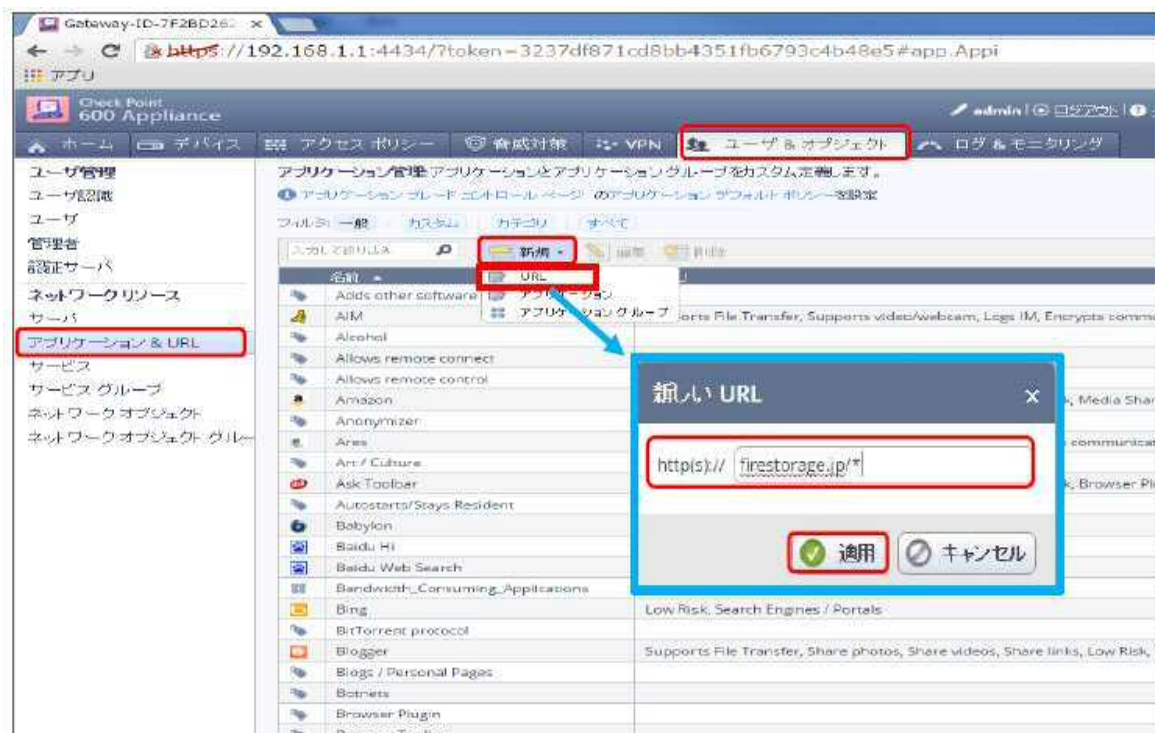 Gateway-ID-7F2BD262
https://192.168.1.1:4434/?token=3237df871cd8bb4351fb6793c4b48e5#app.Appi
アプリ
Check Point
600 Appliance
admin | ログアウト
ホーム デバイス アクセス ポリシー 脅威対策 VPN ユーザ & オブジェクト ログ & モニタリング
ユーザ管理
ユーザ認識
ユーザ
管理者
認証サーバ
ネットワーク リソース
サーバ
アプリケーション & URL
サービス
サービス グループ
ネットワーク オブジェクト
ネットワーク オブジェクト グルー
アプリケーション管理: アプリケーションとアプリケーション グループをカスタム定義します。
アプリケーション ブレード コントロール ページ のアプリケーション デフォルト ポリシーを設定
フィルタ: 一般 カスタム カテゴリ すべて
入力して絞り込み 新規 編集 削除
URL
アプリケーション
アプリケーション グループ
名前
Adds other software
AIM orts File Transfer, Supports video/webcam, Logs IM, Encrypts comm
Alcohol
Allows remote connect
Allows remote control
Amazon , Media Shar
Anonymizer
Ares communicat
Art / Culture
Ask Toolbar , Browser Pl
Autostarts/Stays Resident
Babylon
Baidu Hi
Baidu Web Search
Bandwidth_Consuming_Applications
Bing Low Risk, Search Engines / Portals
BitTorrent protocol
Blogger Supports File Transfer, Share photos, Share videos, Share links, Low Risk,
Blogs / Personal Pages
Botnets
Browser Plugin
新しい URL
http(s):// firestorage.jp/*
適用 キャンセル